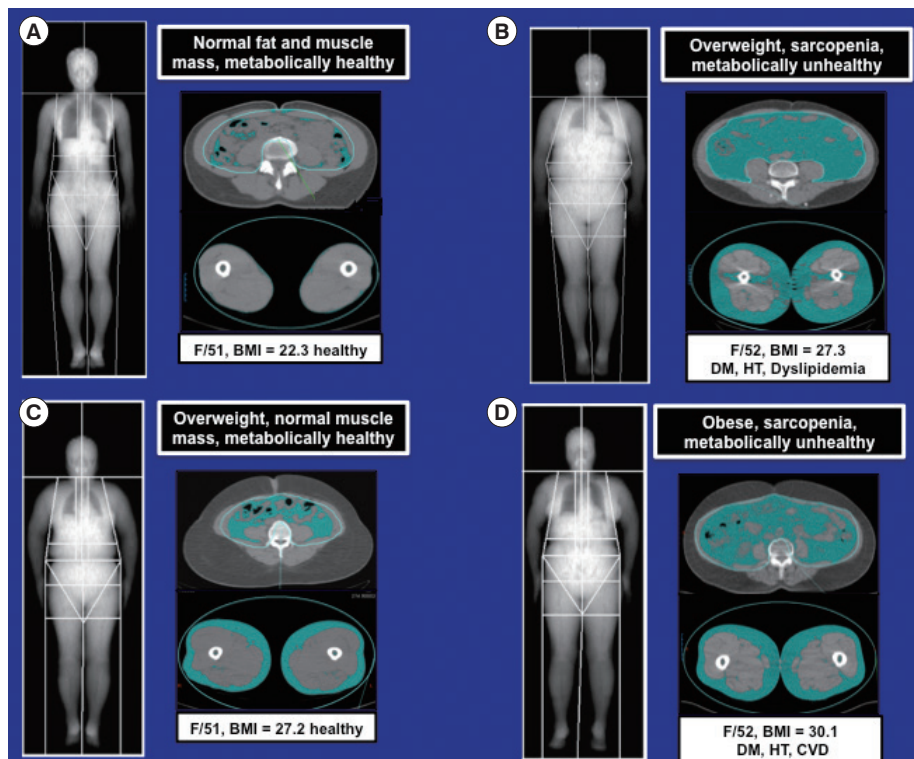 A
Normal fat and muscle
mass, metabolically healthy
F/51, BMI = 22.3 healthy
B
Overweight, sarcopenia,
metabolically unhealthy
F/52, BMI = 27.3
DM, HT, Dyslipidemia
C
Overweight, normal muscle
mass, metabolically healthy
F/51, BMI = 27.2 healthy
D
Obese, sarcopenia,
metabolically unhealthy
F/52, BMI = 30.1
DM, HT, CVD